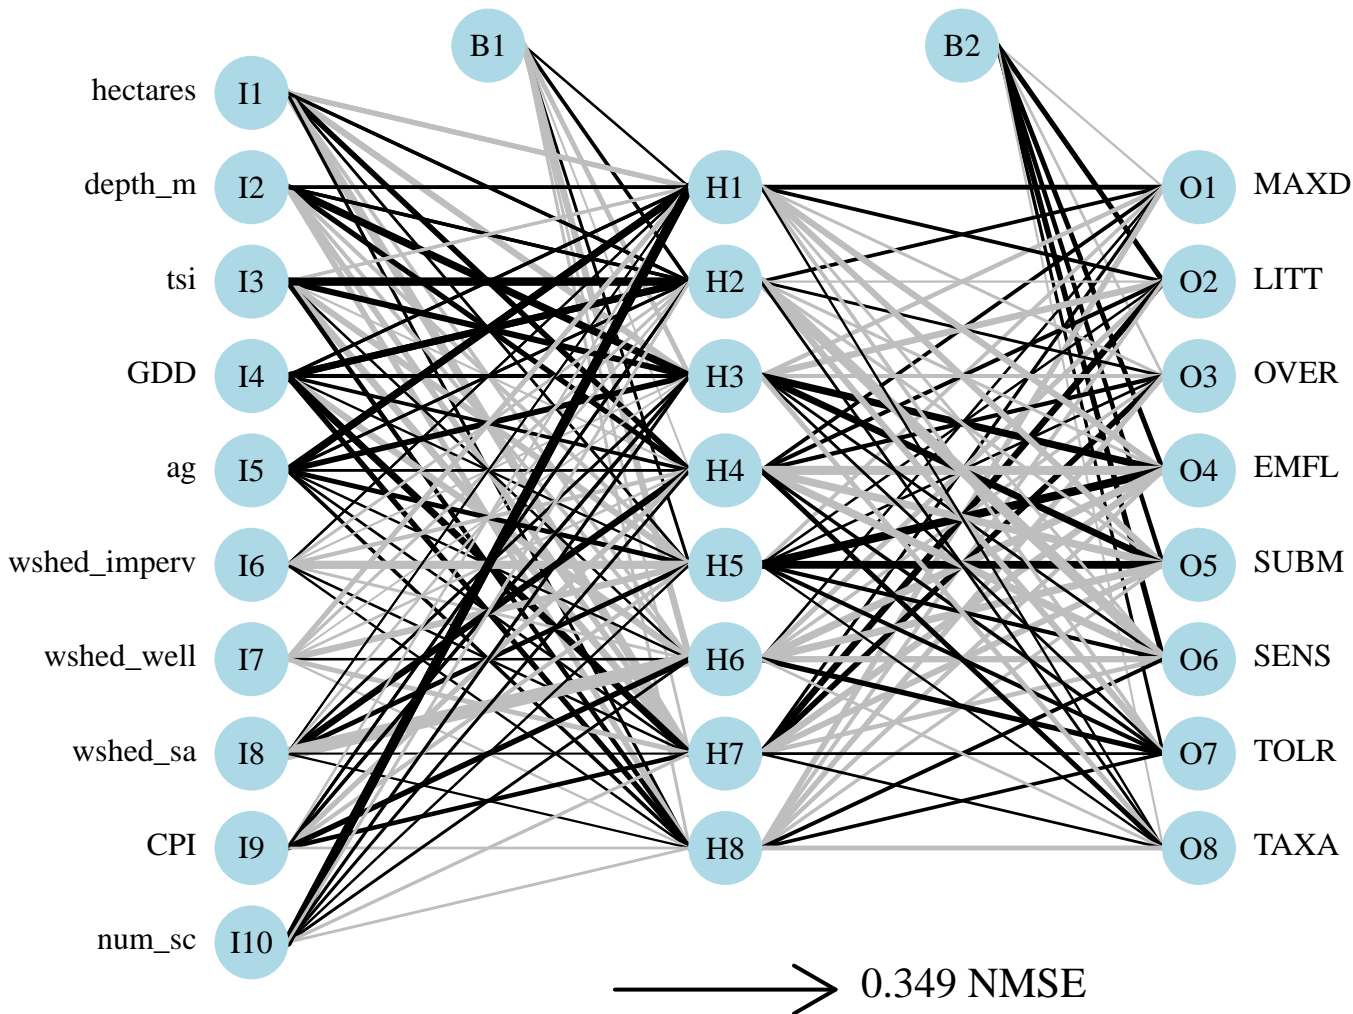 B1
B2
hectares I1
depth_m I2 H1 O1 MAXD
tsi I3 H2 O2 LITT
GDD I4 H3 O3 OVER
ag I5 H4 O4 EMFL
wshed_imperv I6 H5 O5 SUBM
wshed_well I7 H6 O6 SENS
wshed_sa I8 H7 O7 TOLR
CPI I9 H8 O8 TAXA
num_sc I10
0.349 NMSE